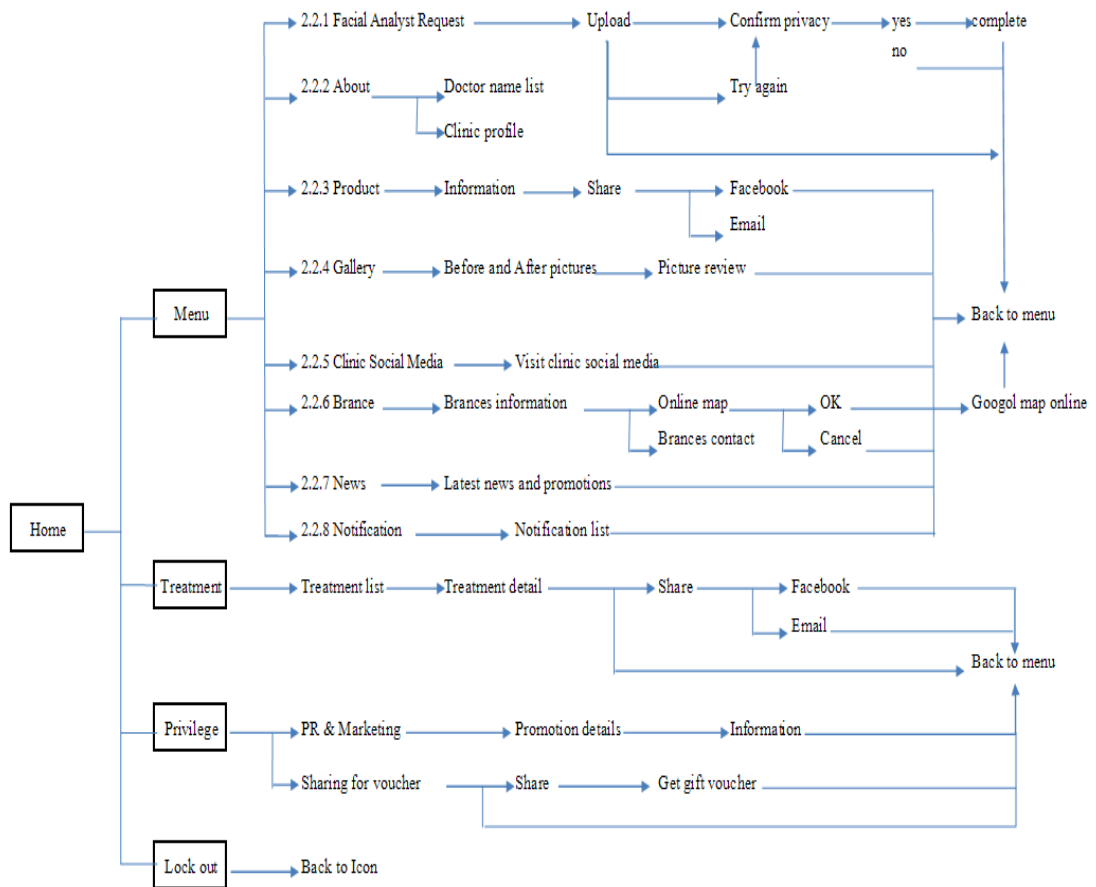 2.2.1 Facial Analyst Request Upload Confirm privacy yes complete
no
2.2.2 About Doctor name list Try again
Clinic profile
2.2.3 Product Information Share Facebook
Email
2.2.4 Gallery Before and After pictures Picture review
Menu Back to menu
2.2.5 Clinic Social Media Visit clinic social media
2.2.6 Brance Brances information Online map OK Googol map online
Brances contact Cancel
2.2.7 News Latest news and promotions
Home 2.2.8 Notification Notification list
Treatment Treatment list Treatment detail Share Facebook
Email
Back to menu
Privilege PR & Marketing Promotion details Information
Sharing for voucher Share Get gift voucher
Lock out Back to Icon